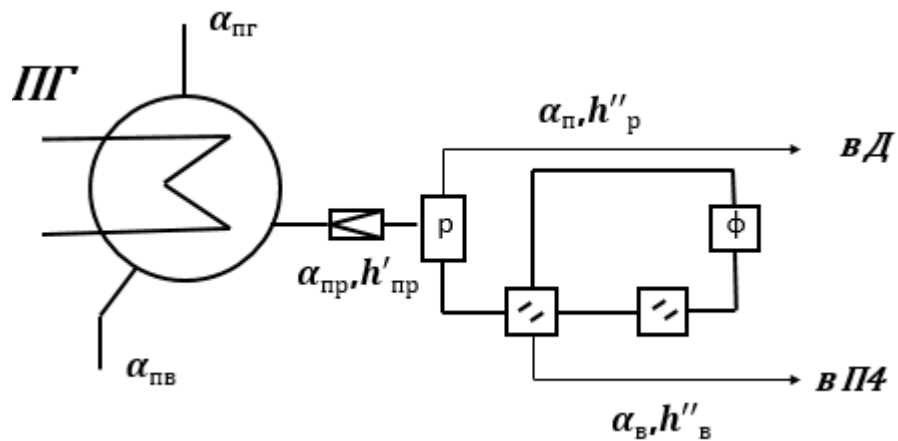 α_пг
ПГ
α_п,h″_р
в Д
р
ф
α_пр,h′_пр
α_пв
в П4
α_в,h″_в